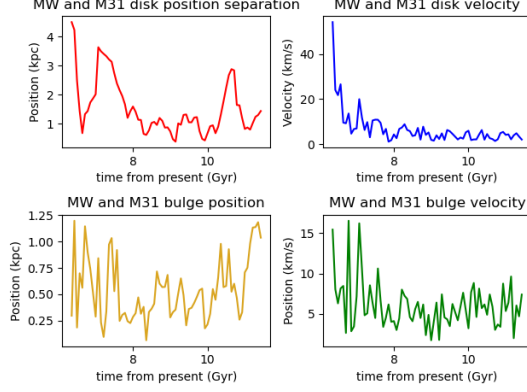 MW and M31 disk position separation
MW and M31 disk velocity
Position (kpc)
4
3
2
1
8
10
time from present (Gyr)
Velocity (km/s)
40
20
0
8
10
time from present (Gyr)
MW and M31 bulge position
MW and M31 bulge velocity
Position (kpc)
1.25
1.00
0.75
0.50
0.25
8
10
time from present (Gyr)
Position (km/s)
15
10
5
8
10
time from present (Gyr)